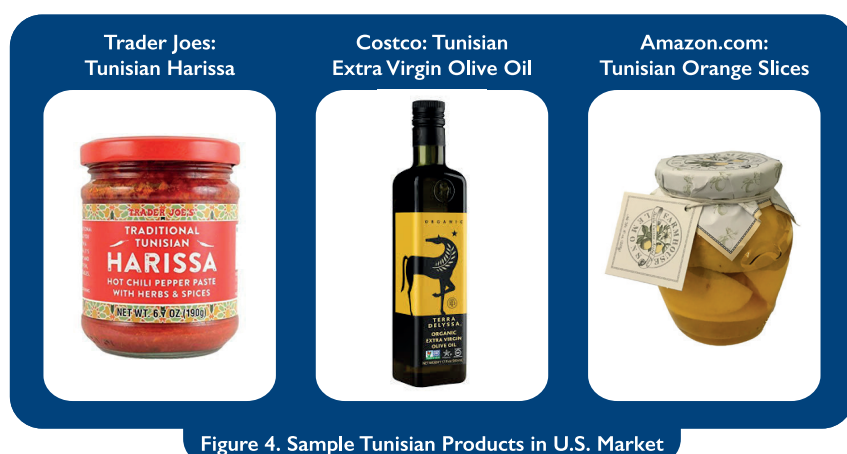 Trader Joes:
Tunisian Harissa
Costco: Tunisian
Extra Virgin Olive Oil
Amazon.com:
Tunisian Orange Slices
TRADER JOE'S
TRADITIONAL
TUNISIAN
HARISSA
HOT CHILI PEPPER PASTE
WITH HERBS & SPICES
NET WT. 6.7 OZ (190g)
ORGANIC
TERRA
DELYSSA
ORGANIC
EXTRA VIRGIN
OLIVE OIL
FARMHOUSE
LEMONS
Figure 4. Sample Tunisian Products in U.S. Market